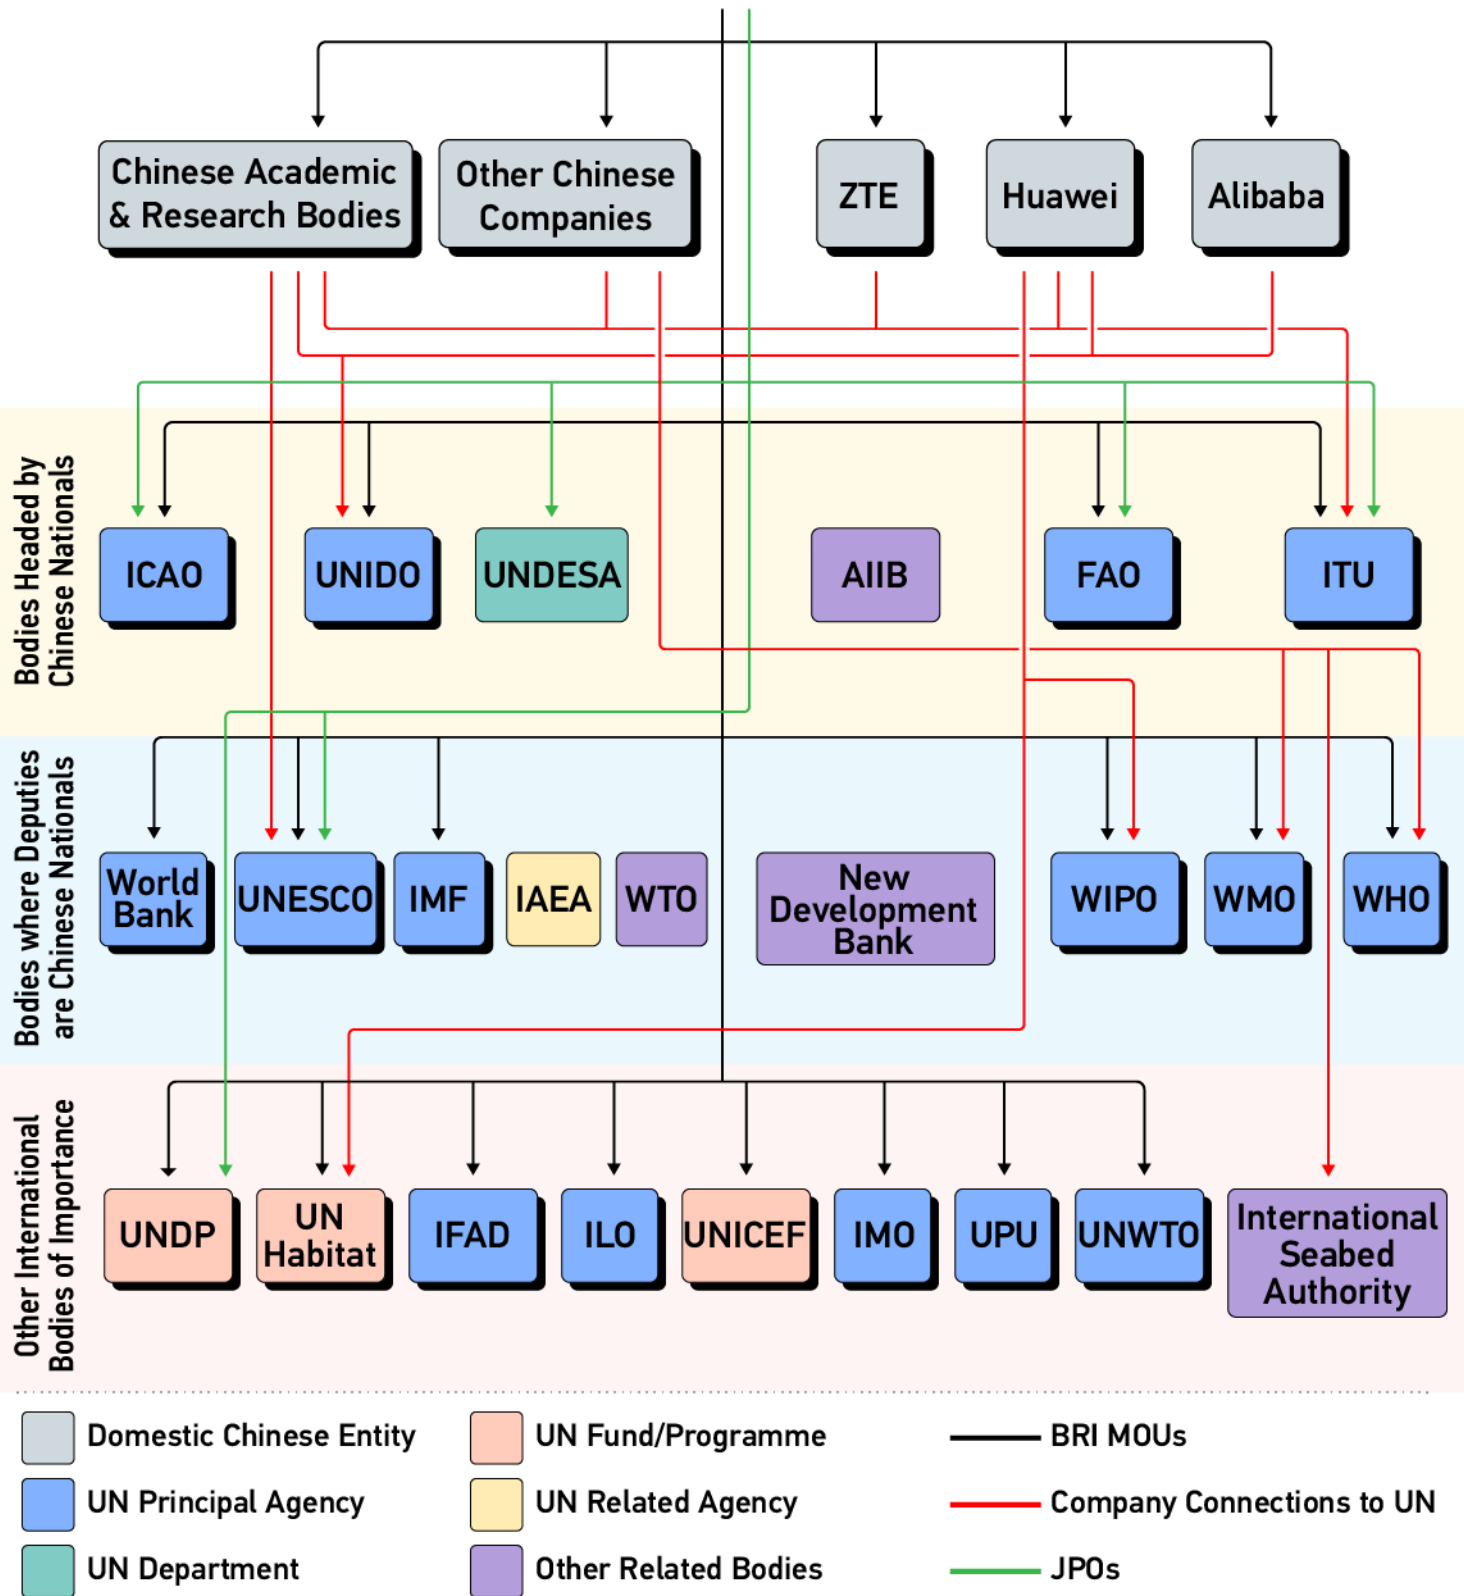 Chinese Academic
& Research Bodies
Other Chinese
Companies
ZTE
Huawei
Alibaba
Bodies Headed by
Chinese Nationals
ICAO
UNIDO
UNDESA
AIIB
FAO
ITU
Bodies where Deputies
are Chinese Nationals
World
Bank
UNESCO
IMF
IAEA
WTO
New
Development
Bank
WIPO
WMO
WHO
Other International
Bodies of Importance
UNDP
UN
Habitat
IFAD
ILO
UNICEF
IMO
UPU
UNWTO
International
Seabed
Authority
Domestic Chinese Entity
UN Principal Agency
UN Department
UN Fund/Programme
UN Related Agency
Other Related Bodies
BRI MOUs
Company Connections to UN
JPOs